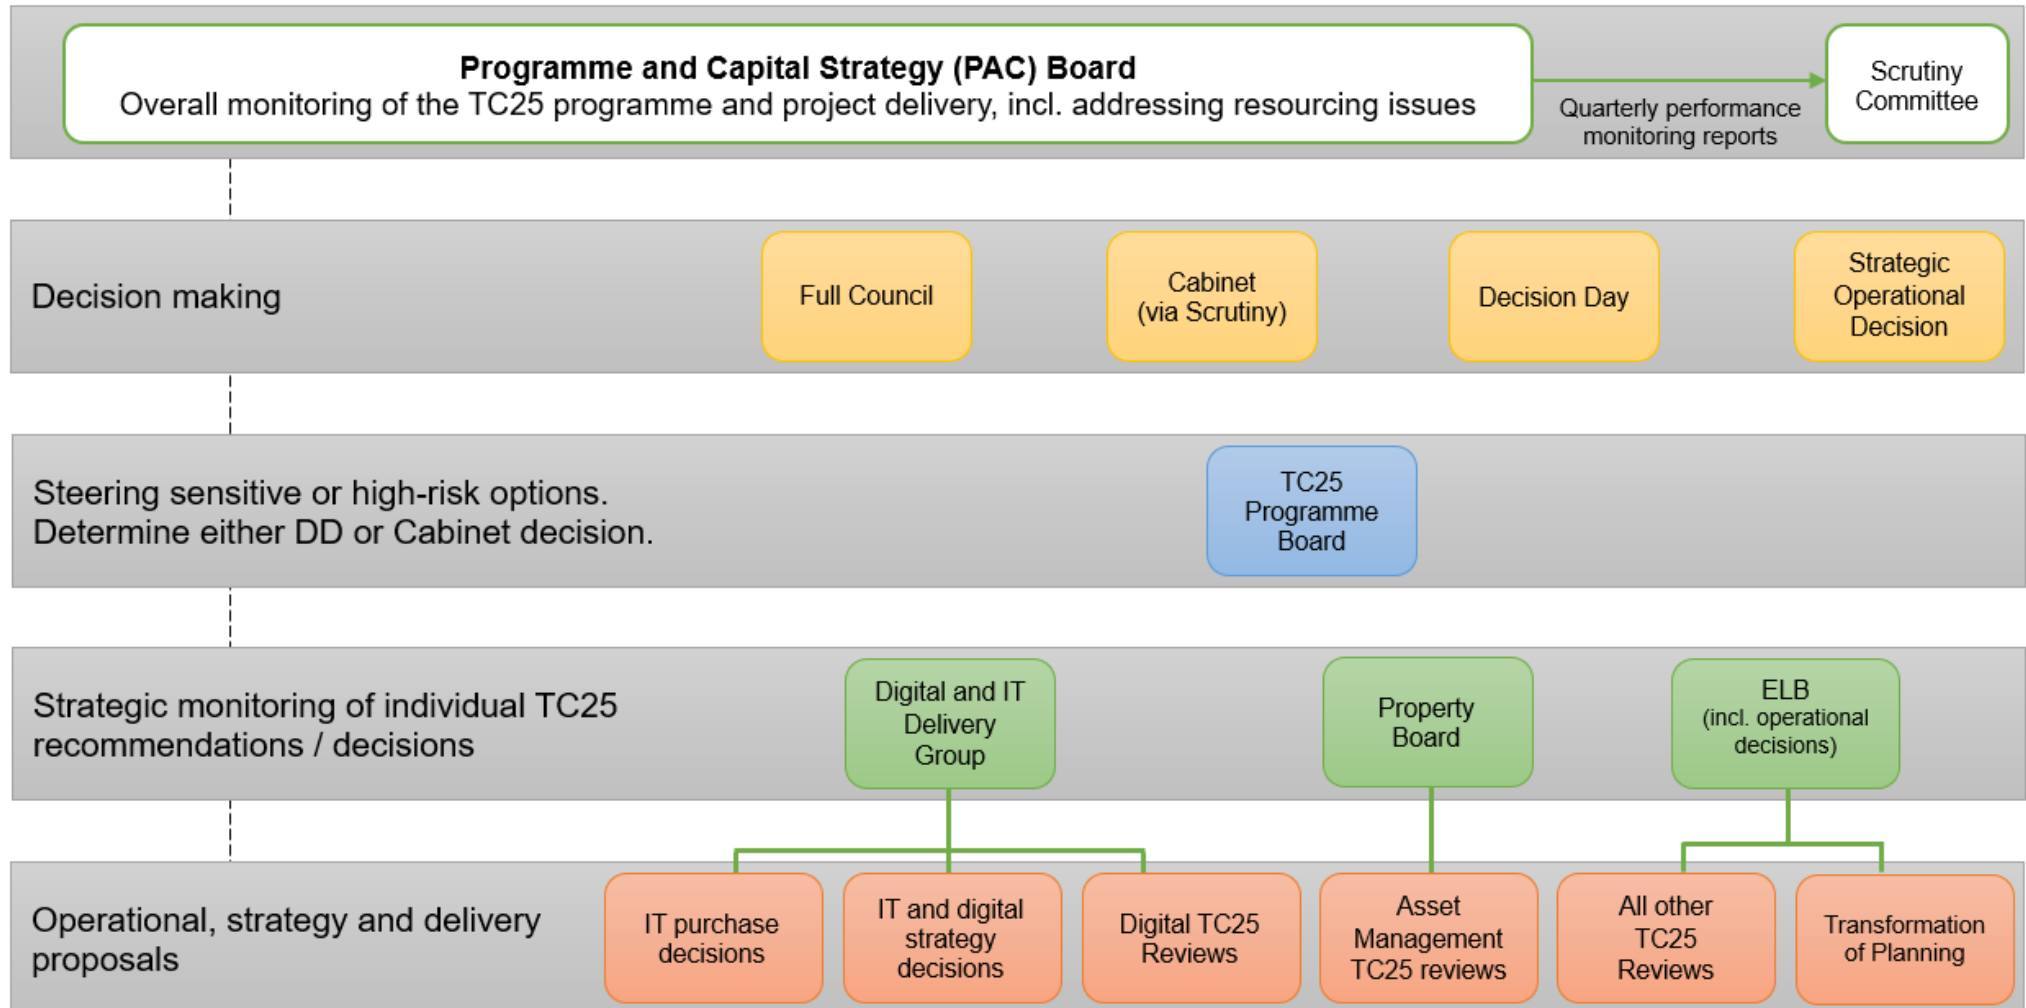 Programme and Capital Strategy (PAC) Board
Overall monitoring of the TC25 programme and project delivery, incl. addressing resourcing issues
Quarterly performance
monitoring reports
Scrutiny
Committee
Decision making
Full Council
Cabinet
(via Scrutiny)
Decision Day
Strategic
Operational
Decision
Steering sensitive or high-risk options.
Determine either DD or Cabinet decision.
TC25
Programme
Board
Strategic monitoring of individual TC25
recommendations / decisions
Digital and IT
Delivery
Group
Property
Board
ELB
(incl. operational
decisions)
Operational, strategy and delivery
proposals
IT purchase
decisions
IT and digital
strategy
decisions
Digital TC25
Reviews
Asset
Management
TC25 reviews
All other
TC25
Reviews
Transformation
of Planning